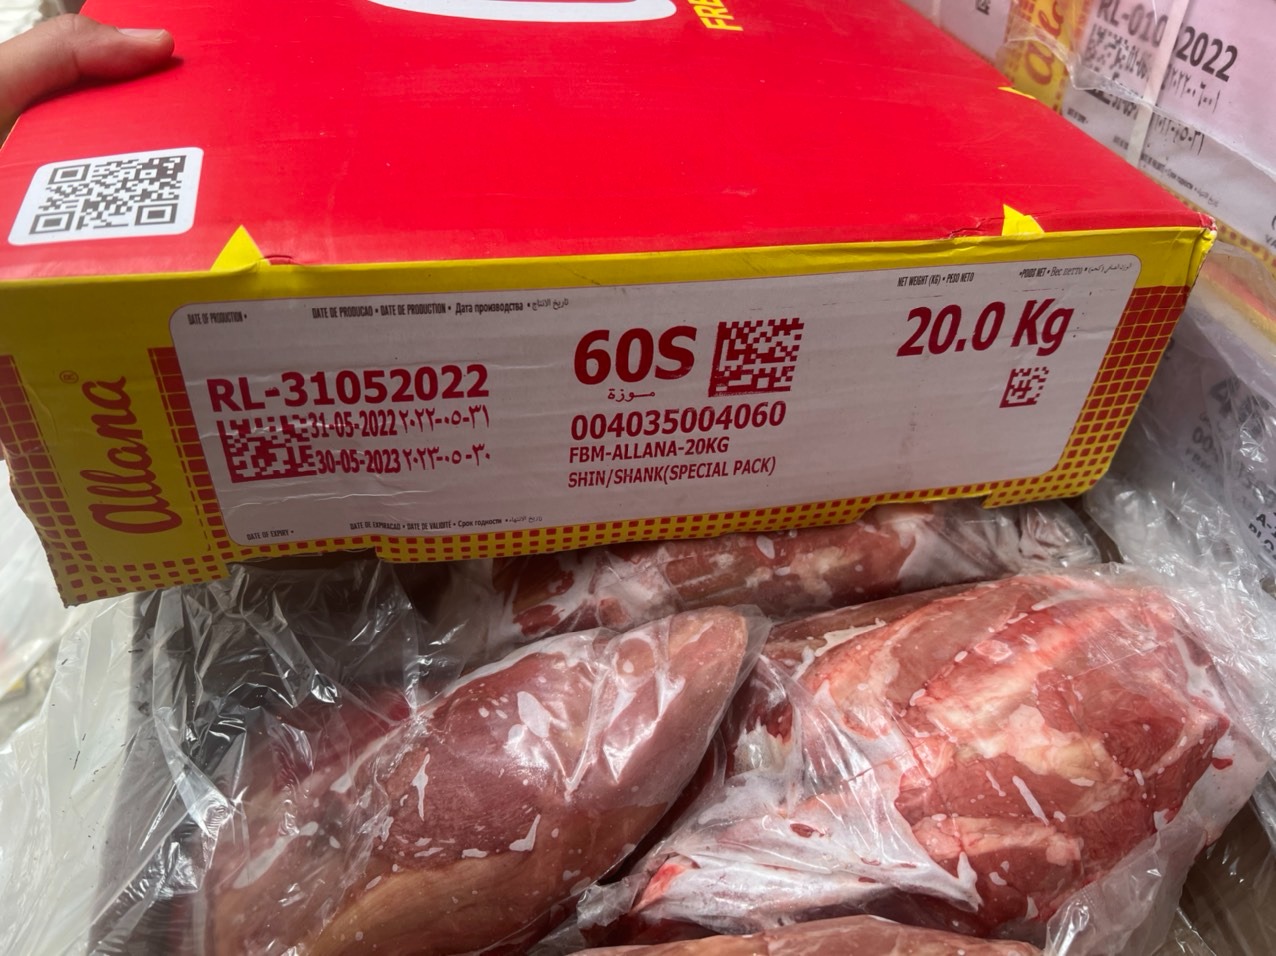 FRE
RL-010
2022
DATE OF PRODUCTION •
DATE DE PRODUCAO • DATE DE PRODUCTION • Дата производства • تاريخ الانتاج
NET WEIGHT (KG) • PESO NETO
•POIDS NET • Вес нетто •
Allana®
RL-31052022
31-05-2022 ٢٠٢٢-٠٥-٣١
30-05-2023 ٢٠٢٣-٠٥-٣٠
60S
موزة
004035004060
FBM-ALLANA-20KG
SHIN/SHANK(SPECIAL PACK)
20.0 Kg
DATE OF EXPIRY •
DATE DE EXPIRACAO • DATE DE VALIDITÉ • Срок годности • تاريخ الانتهاء